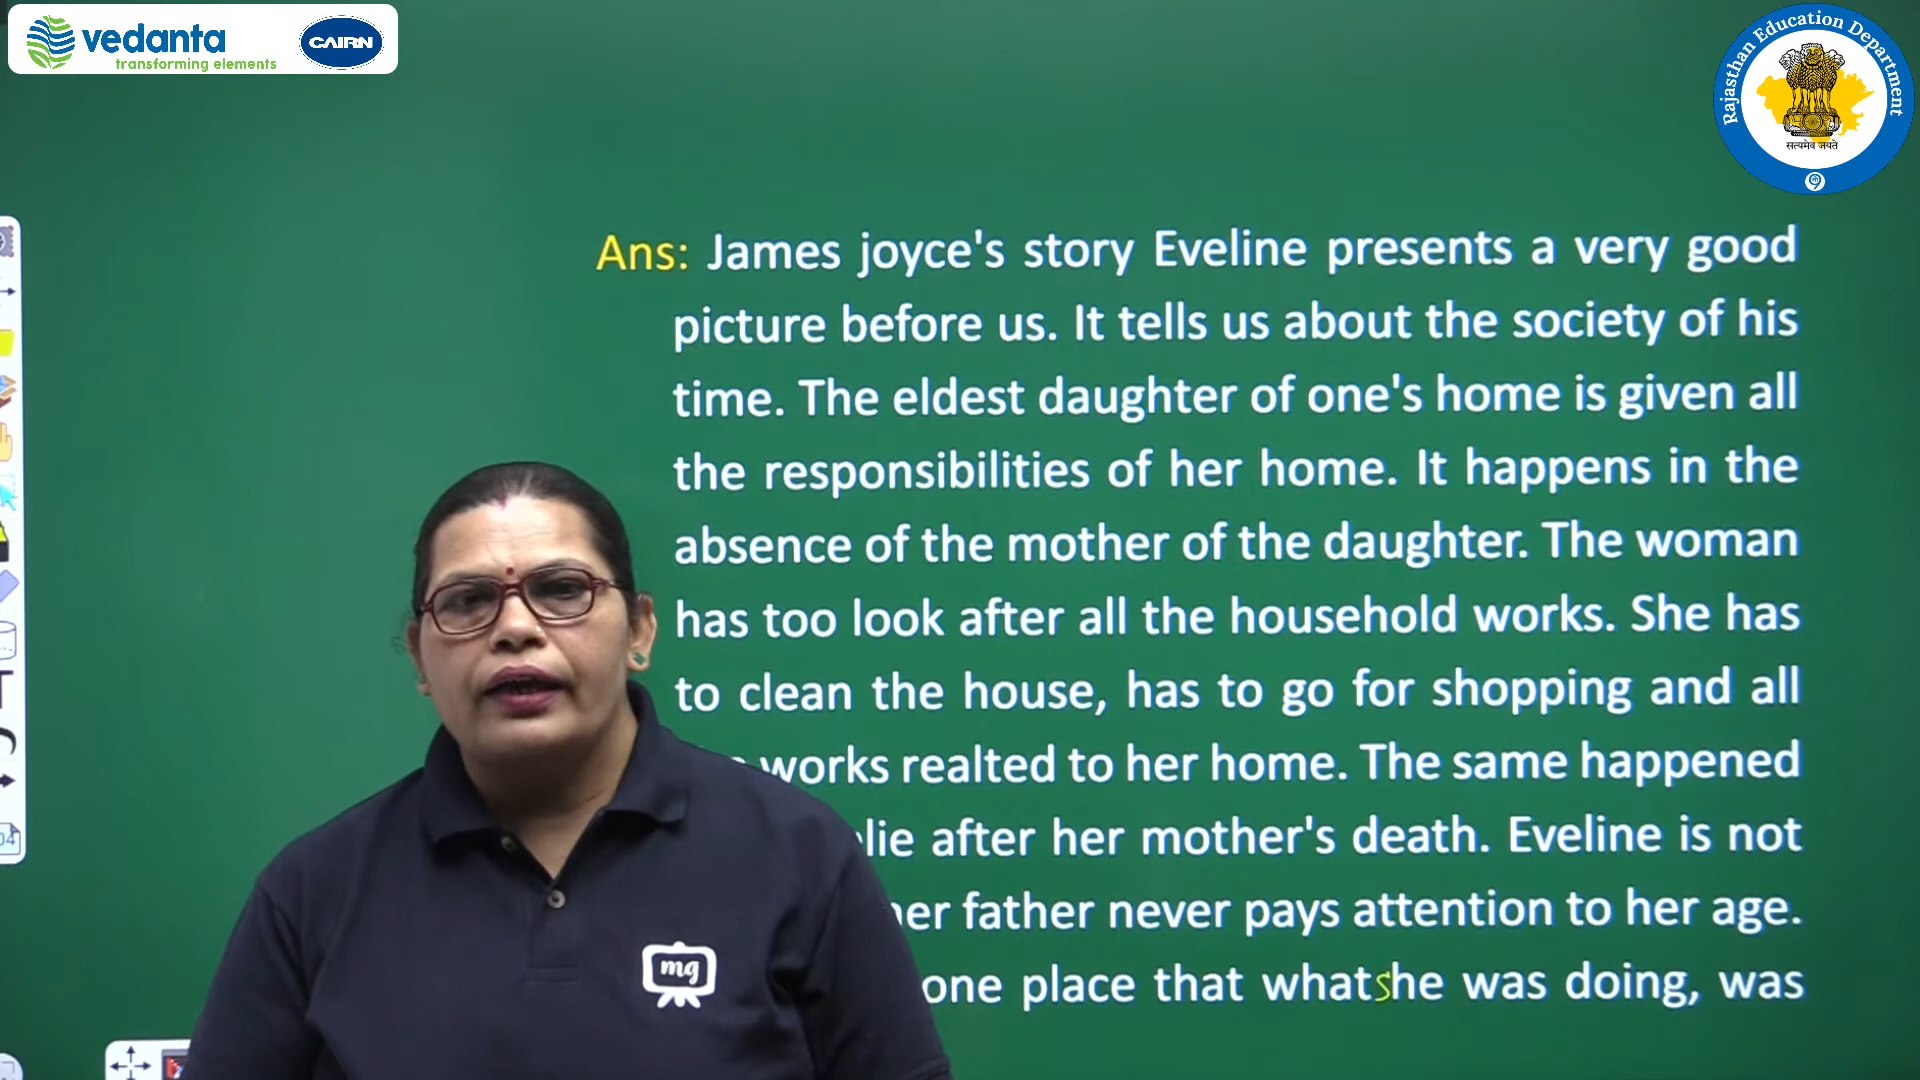 vedanta
transforming elements
CAIRN
Rajasthan Education Department
सत्यमेव जयते
Ans: James joyce's story Eveline presents a very good
picture before us. It tells us about the society of his
time. The eldest daughter of one's home is given all
the responsibilities of her home. It happens in the
absence of the mother of the daughter. The woman
has too look after all the household works. She has
to clean the house, has to go for shopping and all
works realted to her home. The same happened
after her mother's death. Eveline is not
father never pays attention to her age.
one place that what she was doing, was
mg